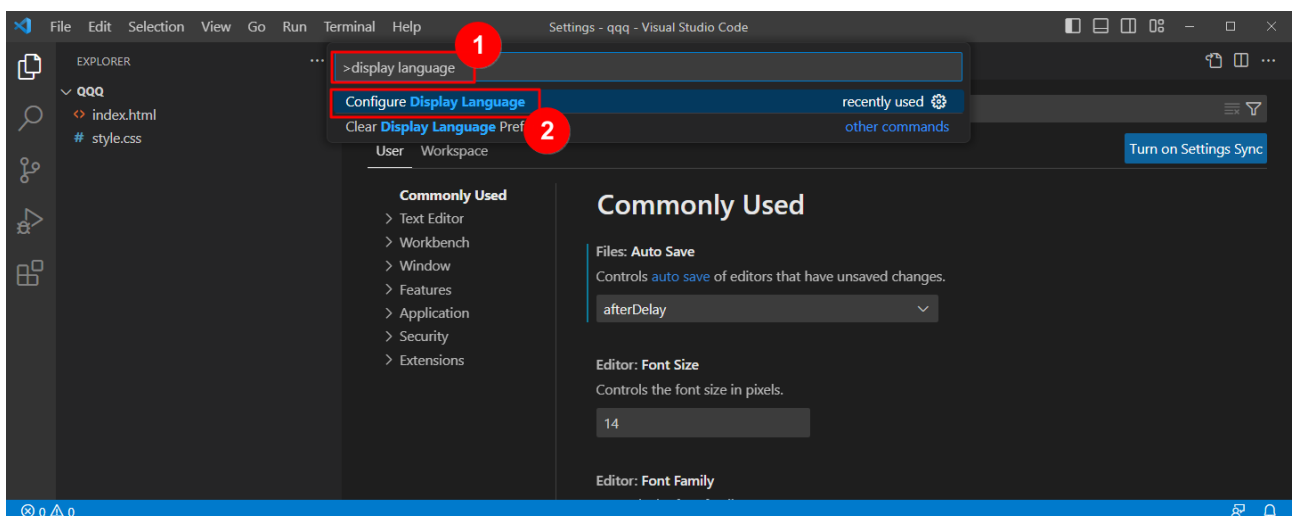 File Edit Selection View Go Run Terminal Help Settings - qqq - Visual Studio Code
1
EXPLORER
>display language
QQQ
index.html
# style.css
Configure Display Language recently used
Clear Display Language Pref other commands
2
User Workspace
Turn on Settings Sync
Commonly Used
Text Editor
Workbench
Window
Features
Application
Security
Extensions
Commonly Used
Files: Auto Save
Controls auto save of editors that have unsaved changes.
afterDelay
Editor: Font Size
Controls the font size in pixels.
14
Editor: Font Family
0 0